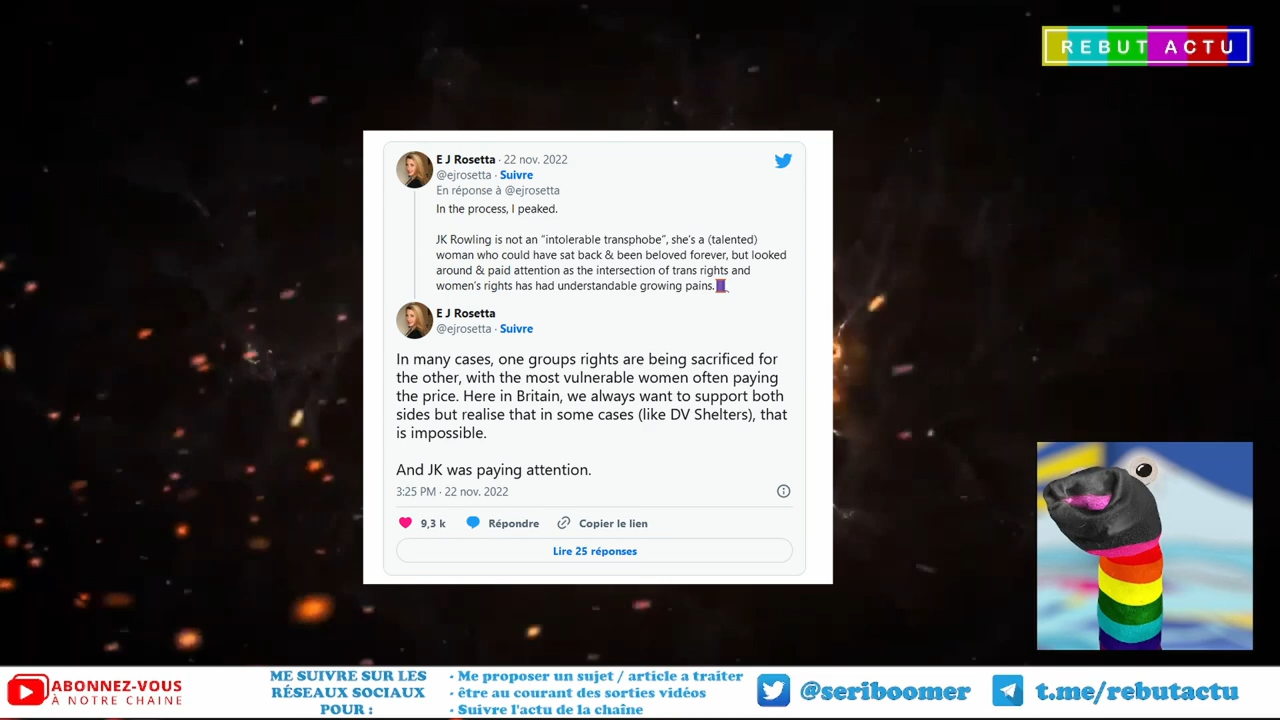 REBUT ACTU
E J Rosetta · 22 nov. 2022
@ejrosetta · Suivre
En réponse à @ejrosetta
In the process, I peaked.
JK Rowling is not an “intolerable transphobe”, she’s a (talented)
woman who could have sat back & been beloved forever, but looked
around & paid attention as the intersection of trans rights and
women’s rights has had understandable growing pains.
E J Rosetta
@ejrosetta · Suivre
In many cases, one groups rights are being sacrificed for
the other, with the most vulnerable women often paying
the price. Here in Britain, we always want to support both
sides but realise that in some cases (like DV Shelters), that
is impossible.
And JK was paying attention.
3:25 PM · 22 nov. 2022
9,3 k Répondre Copier le lien
Lire 25 réponses
ABONNEZ-VOUS
À NOTRE CHAINE
ME SUIVRE SUR LES
RÉSEAUX SOCIAUX
POUR :
· Me proposer un sujet / article a traiter
· être au courant des sorties vidéos
· Suivre l'actu de la chaîne
@seriboomer
t.me/rebutactu